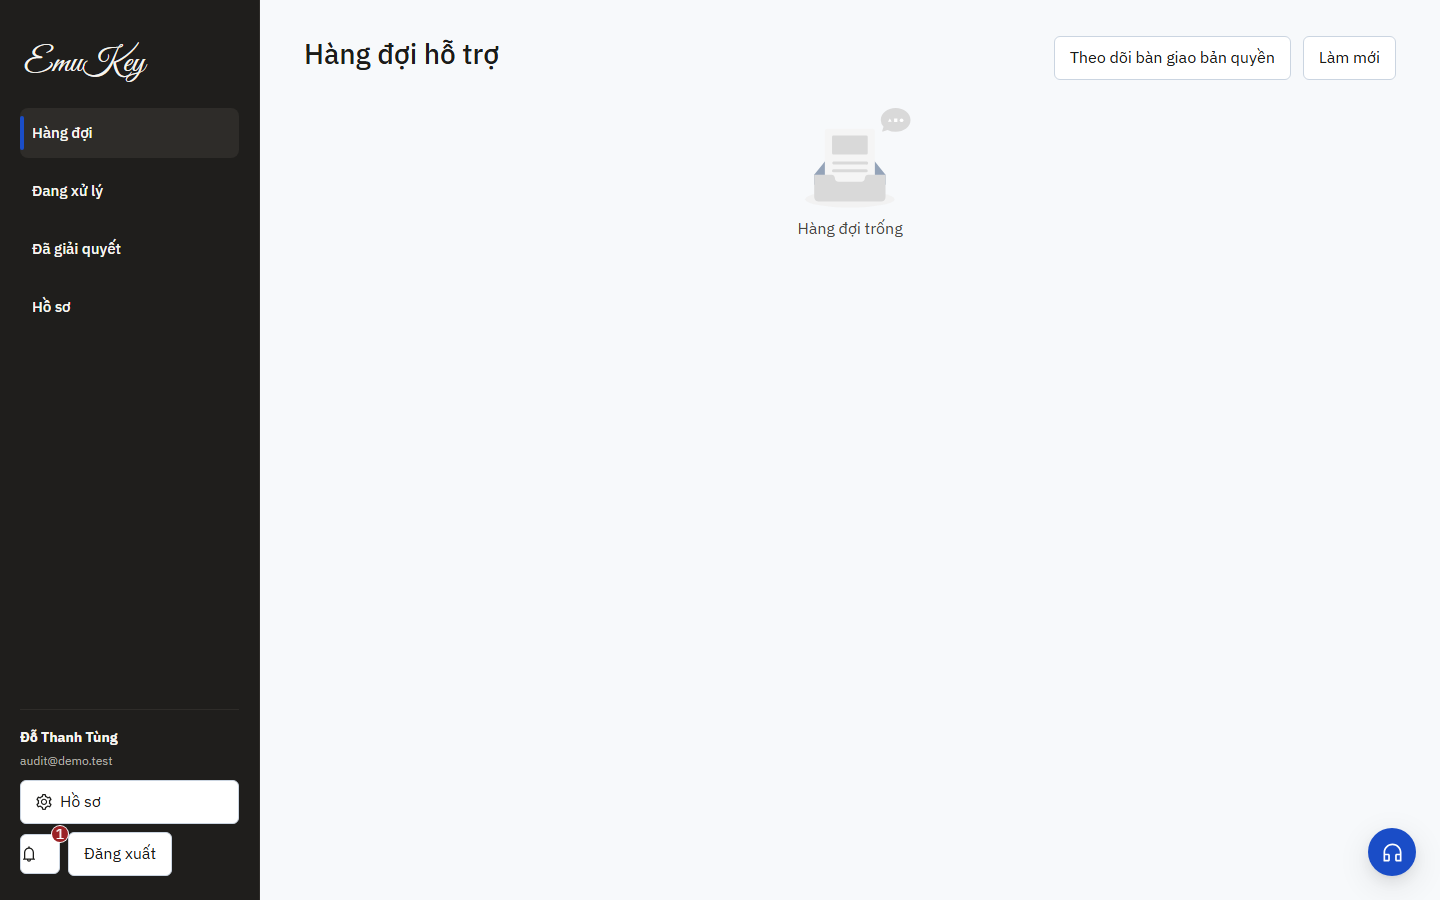 EmuKey
Hàng đợi
Đang xử lý
Đã giải quyết
Hồ sơ
Đỗ Thanh Tùng
audit@demo.test
Hồ sơ
1
Đăng xuất
Hàng đợi hỗ trợ
Theo dõi bàn giao bản quyền
Làm mới
Hàng đợi trống